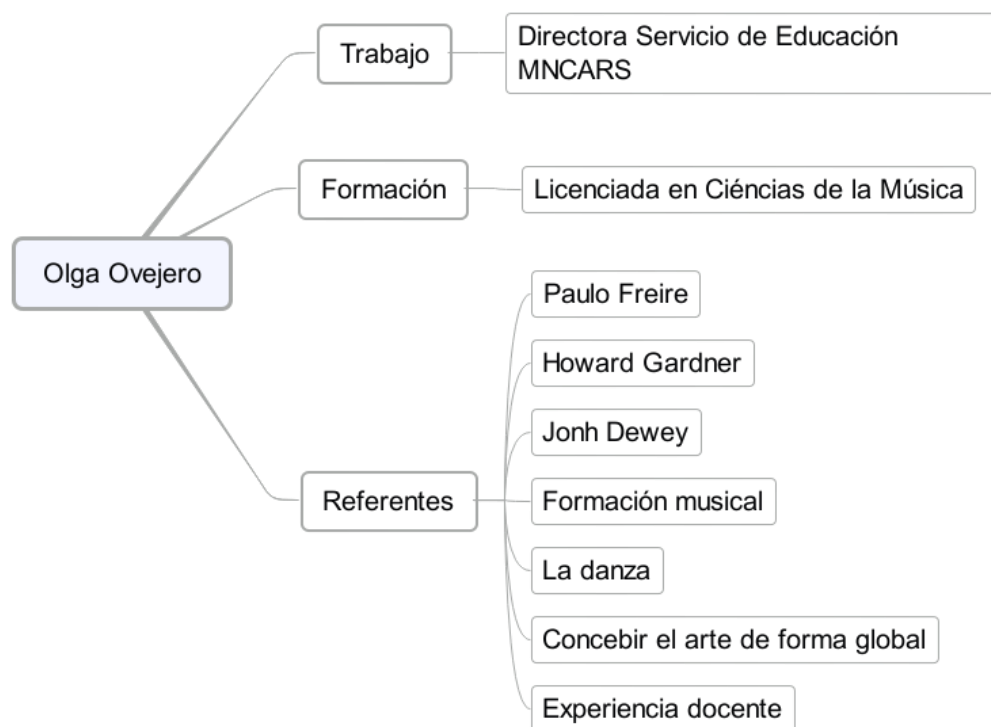 Trabajo
Directora Servicio de Educación
MNCARS
Formación
Licenciada en Ciéncias de la Música
Olga Ovejero
Referentes
Paulo Freire
Howard Gardner
Jonh Dewey
Formación musical
La danza
Concebir el arte de forma global
Experiencia docente